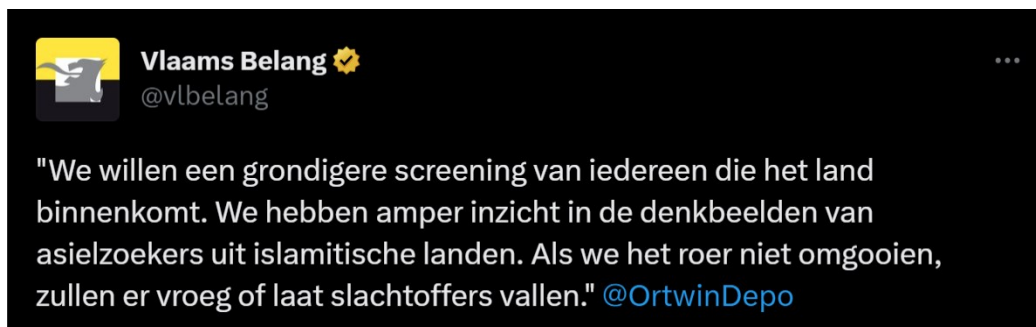 Vlaams Belang
@vlbelang
"We willen een grondigere screening van iedereen die het land
binnenkomt. We hebben amper inzicht in de denkbeelden van
asielzoekers uit islamitische landen. Als we het roer niet omgooien,
zullen er vroeg of laat slachtoffers vallen." @OrtwinDepo